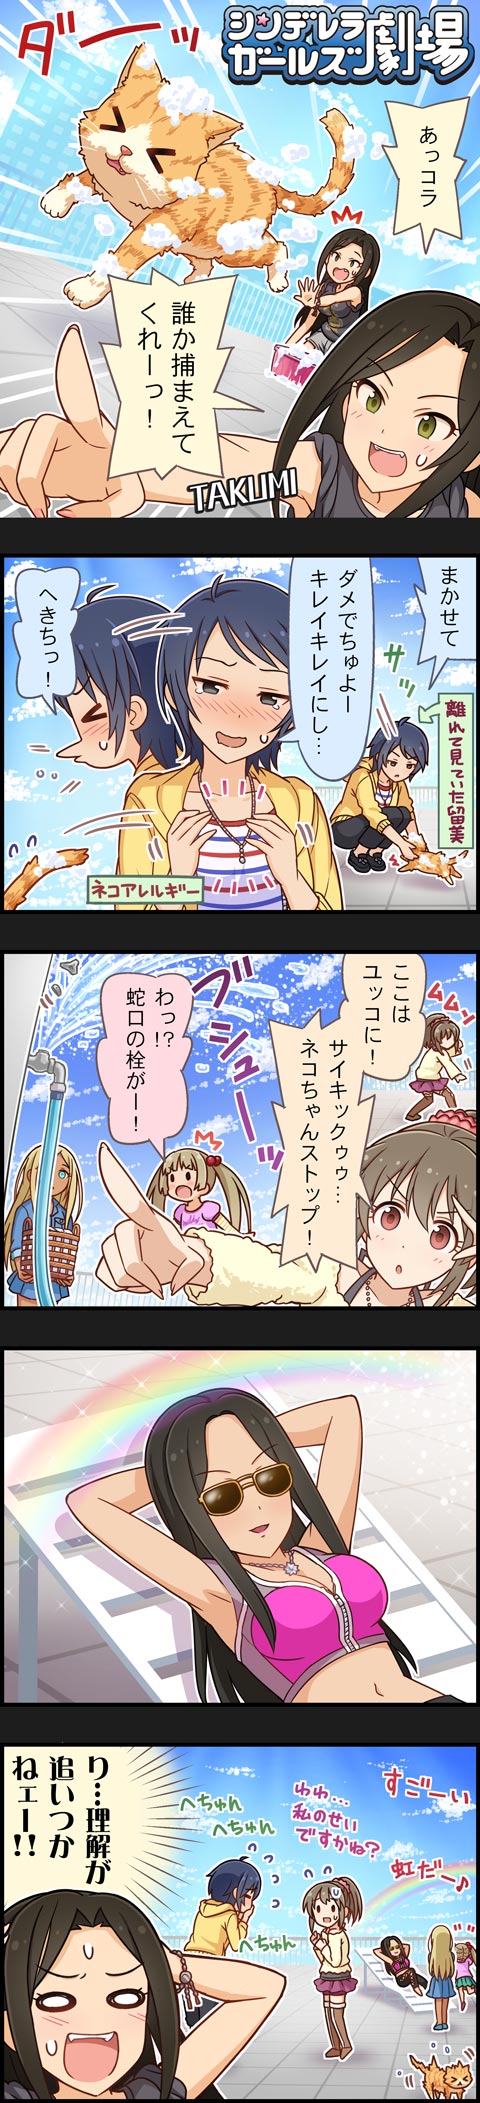 シンデレラ
ガールズ劇場
ダーッ
あっコラ
誰か捕まえて
くれーっ！
TAKUMI
まかせて
サッ
離れて見ていた留美
ダメでちゅよー
キレイキレイにし…
へきちっ！
ネコアレルギー
ムムン
ここは
ユッコに！
サイキックゥゥ…
ネコちゃんストップ！
ブシューッ
わっ!?
蛇口の栓がー！
すごーい
虹だー♪
わわ…
私のせい
ですかね？
へちゅん
へちゅん
へちゅん
り…理解が
追いつか
ねェー!!